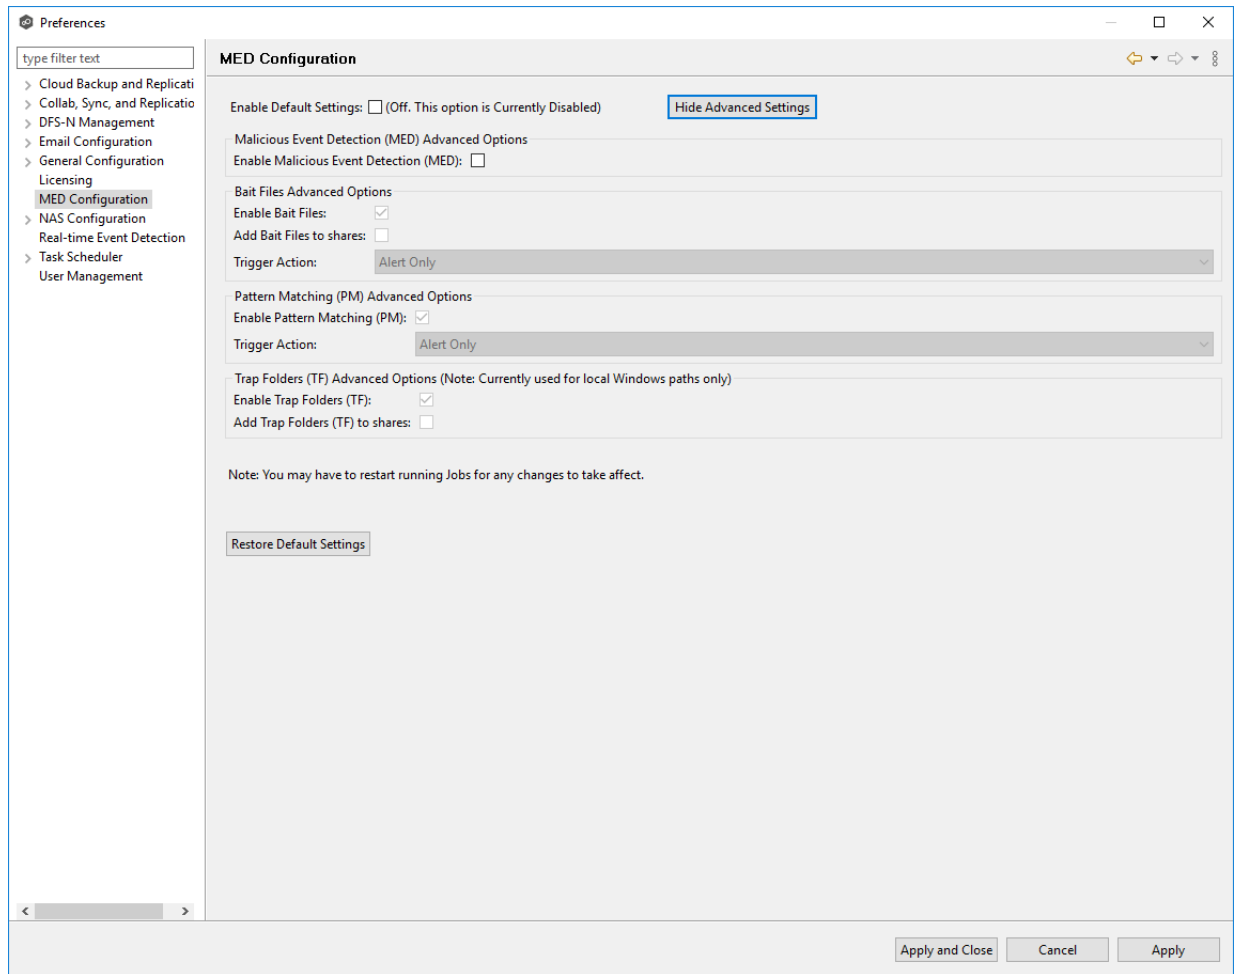 Preferences
type filter text
Cloud Backup and Replicati
Collab, Sync, and Replicatio
DFS-N Management
Email Configuration
General Configuration
Licensing
MED Configuration
NAS Configuration
Real-time Event Detection
Task Scheduler
User Management
MED Configuration
Enable Default Settings: (Off. This option is Currently Disabled) Hide Advanced Settings
Malicious Event Detection (MED) Advanced Options
Enable Malicious Event Detection (MED):
Bait Files Advanced Options
Enable Bait Files:
Add Bait Files to shares:
Trigger Action: Alert Only
Pattern Matching (PM) Advanced Options
Enable Pattern Matching (PM):
Trigger Action: Alert Only
Trap Folders (TF) Advanced Options (Note: Currently used for local Windows paths only)
Enable Trap Folders (TF):
Add Trap Folders (TF) to shares:
Note: You may have to restart running Jobs for any changes to take affect.
Restore Default Settings
Apply and Close Cancel Apply